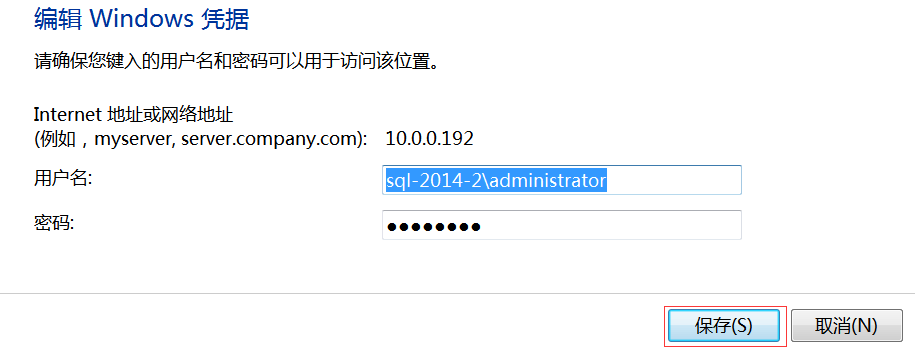 编辑 Windows 凭据
请确保您键入的用户名和密码可以用于访问该位置。
Internet 地址或网络地址
(例如，myserver, server.company.com): 10.0.0.192
用户名: sql-2014-2\administrator
密码: ●●●●●●●●
保存(S) 取消(N)